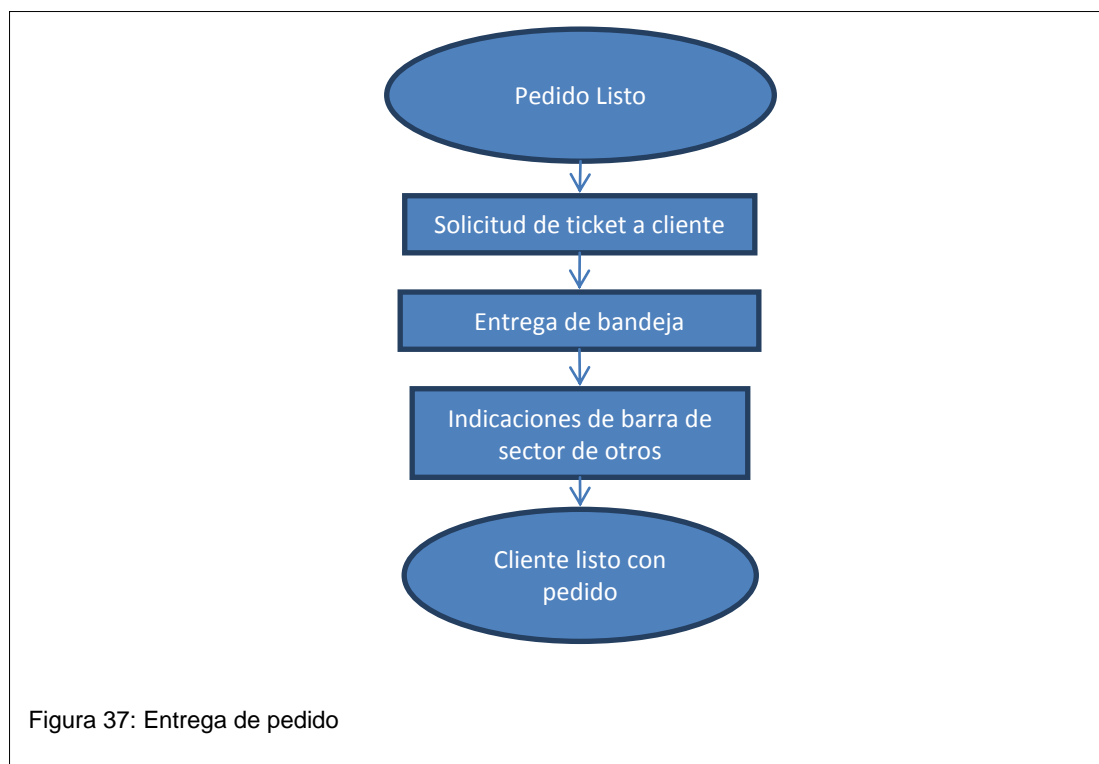 Pedido Listo
Solicitud de ticket a cliente
Entrega de bandeja
Indicaciones de barra de
sector de otros
Cliente listo con
pedido
Figura 37: Entrega de pedido